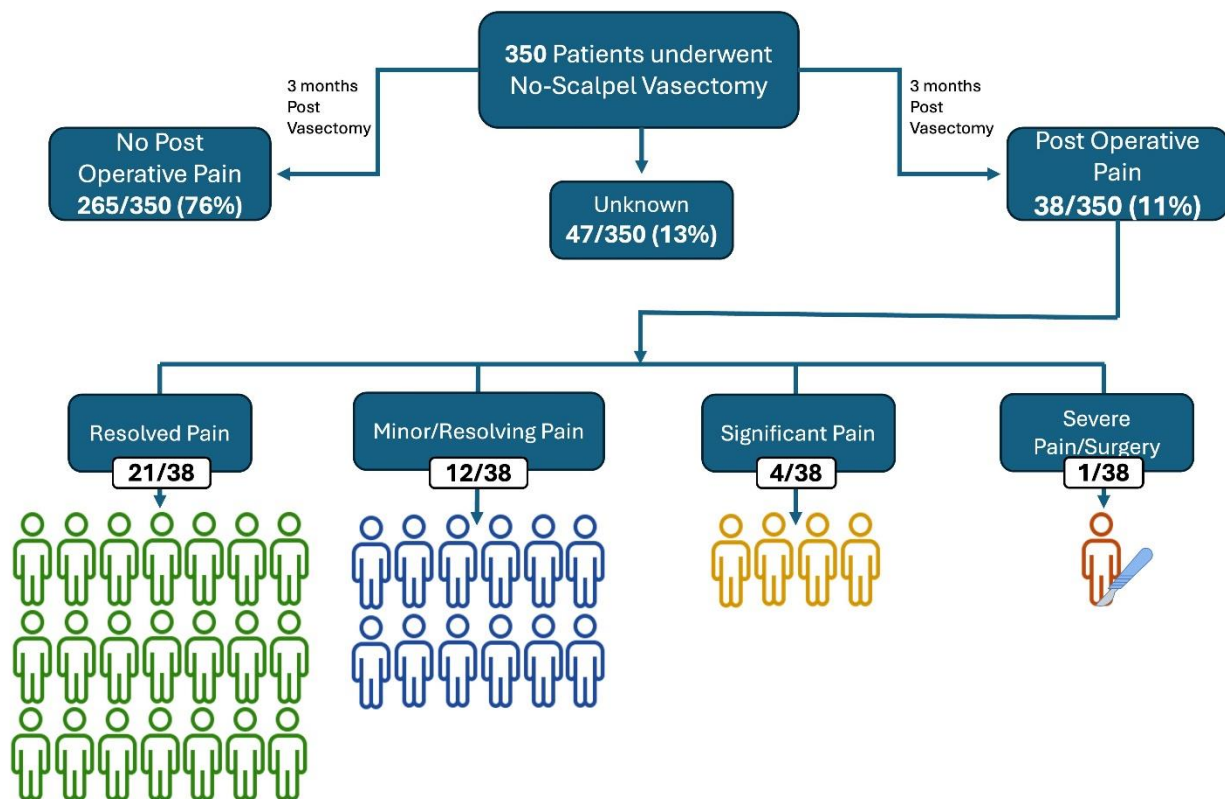 350 Patients underwent
No-Scalpel Vasectomy
3 months
Post
Vasectomy
3 months
Post
Vasectomy
No Post
Operative Pain
265/350 (76%)
Unknown
47/350 (13%)
Post Operative
Pain
38/350 (11%)
Resolved Pain
21/38
Minor/Resolving Pain
12/38
Significant Pain
4/38
Severe
Pain/Surgery
1/38